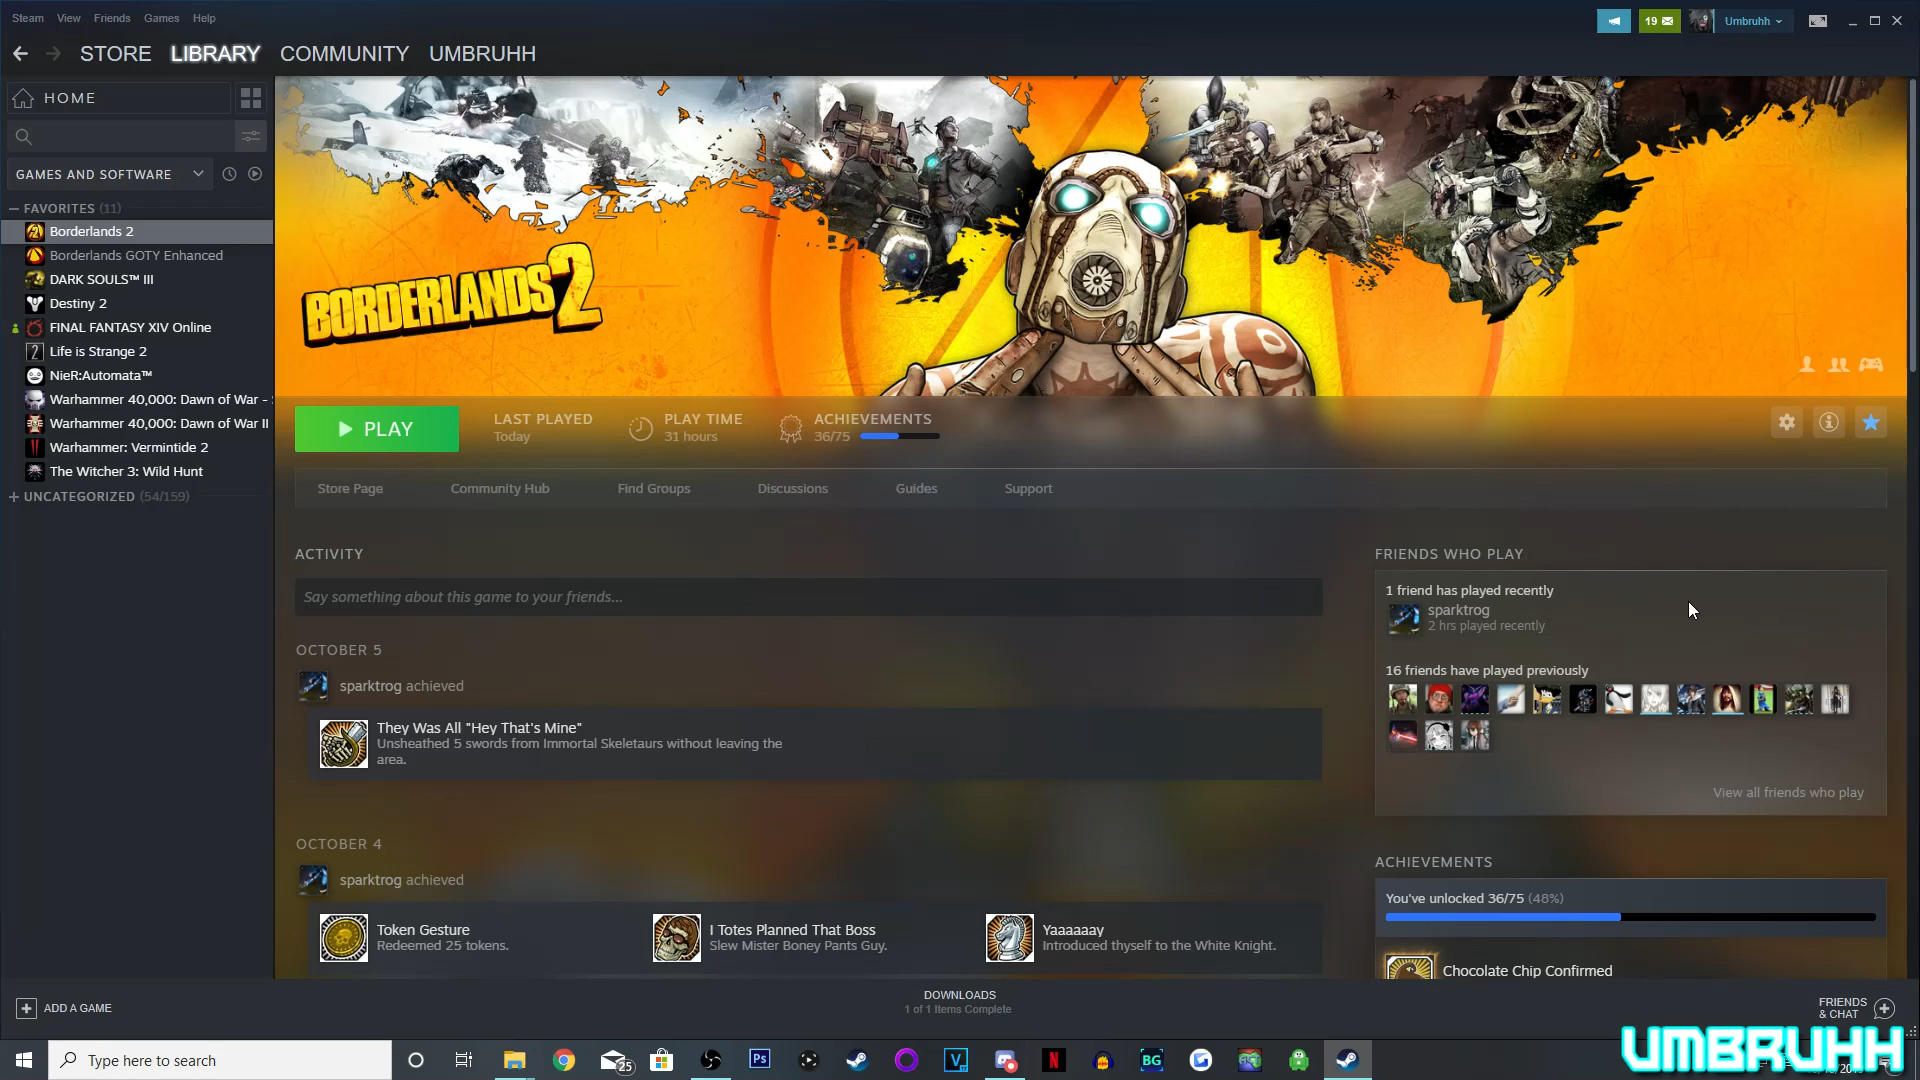 Steam View Friends Games Help
19
Umbruhh
STORE LIBRARY COMMUNITY UMBRUHH
HOME
GAMES AND SOFTWARE
FAVORITES (11)
Borderlands 2
Borderlands GOTY Enhanced
DARK SOULS™ III
Destiny 2
FINAL FANTASY XIV Online
Life is Strange 2
NieR:Automata™
Warhammer 40,000: Dawn of War -
Warhammer 40,000: Dawn of War II
Warhammer: Vermintide 2
The Witcher 3: Wild Hunt
UNCATEGORIZED (54/159)
BORDERLANDS 2
PLAY
LAST PLAYED
Today
PLAY TIME
31 hours
ACHIEVEMENTS
36/75
Store Page Community Hub Find Groups Discussions Guides Support
ACTIVITY
Say something about this game to your friends...
OCTOBER 5
sparktrog achieved
They Was All "Hey That's Mine"
Unsheathed 5 swords from Immortal Skeletaurs without leaving the
area.
OCTOBER 4
sparktrog achieved
Token Gesture
Redeemed 25 tokens.
I Totes Planned That Boss
Slew Mister Boney Pants Guy.
Yaaaaaay
Introduced thyself to the White Knight.
FRIENDS WHO PLAY
1 friend has played recently
sparktrog
2 hrs played recently
16 friends have played previously
View all friends who play
ACHIEVEMENTS
You've unlocked 36/75 (48%)
Chocolate Chip Confirmed
ADD A GAME
DOWNLOADS
1 of 1 Items Complete
FRIENDS
& CHAT
Type here to search
25
Ps
V
N
BG
UMBRUHH